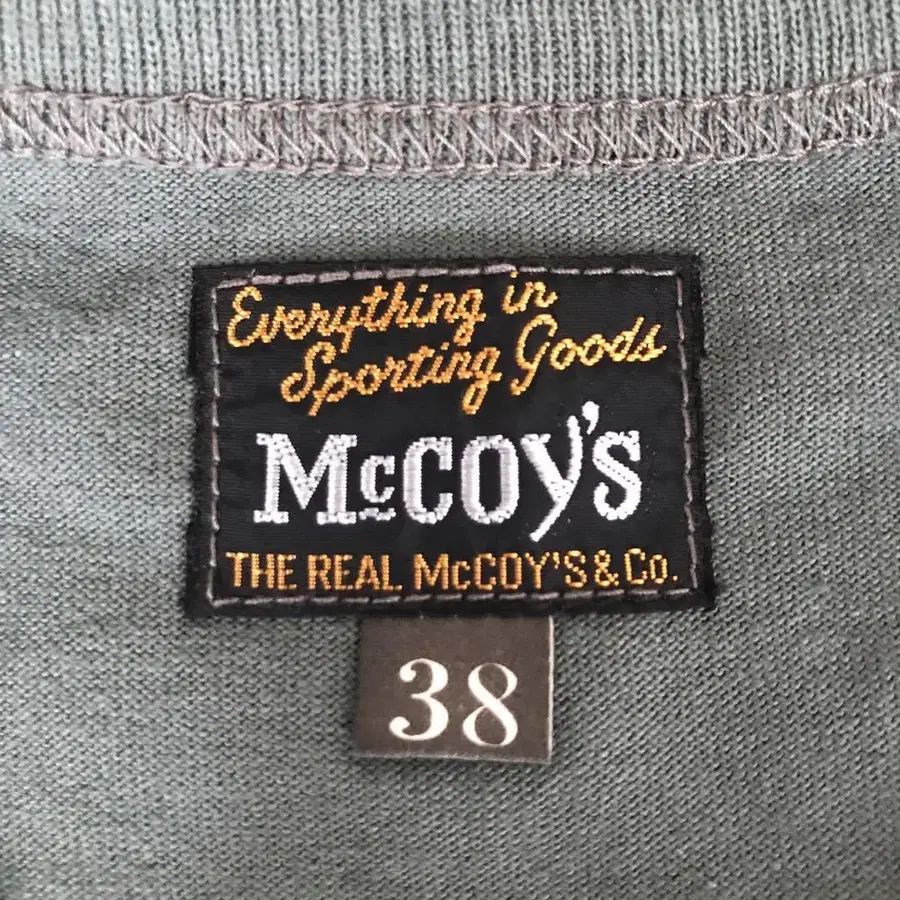 Everything in
Sporting Goods
McCOY'S
THE REAL McCOY'S & Co.
38